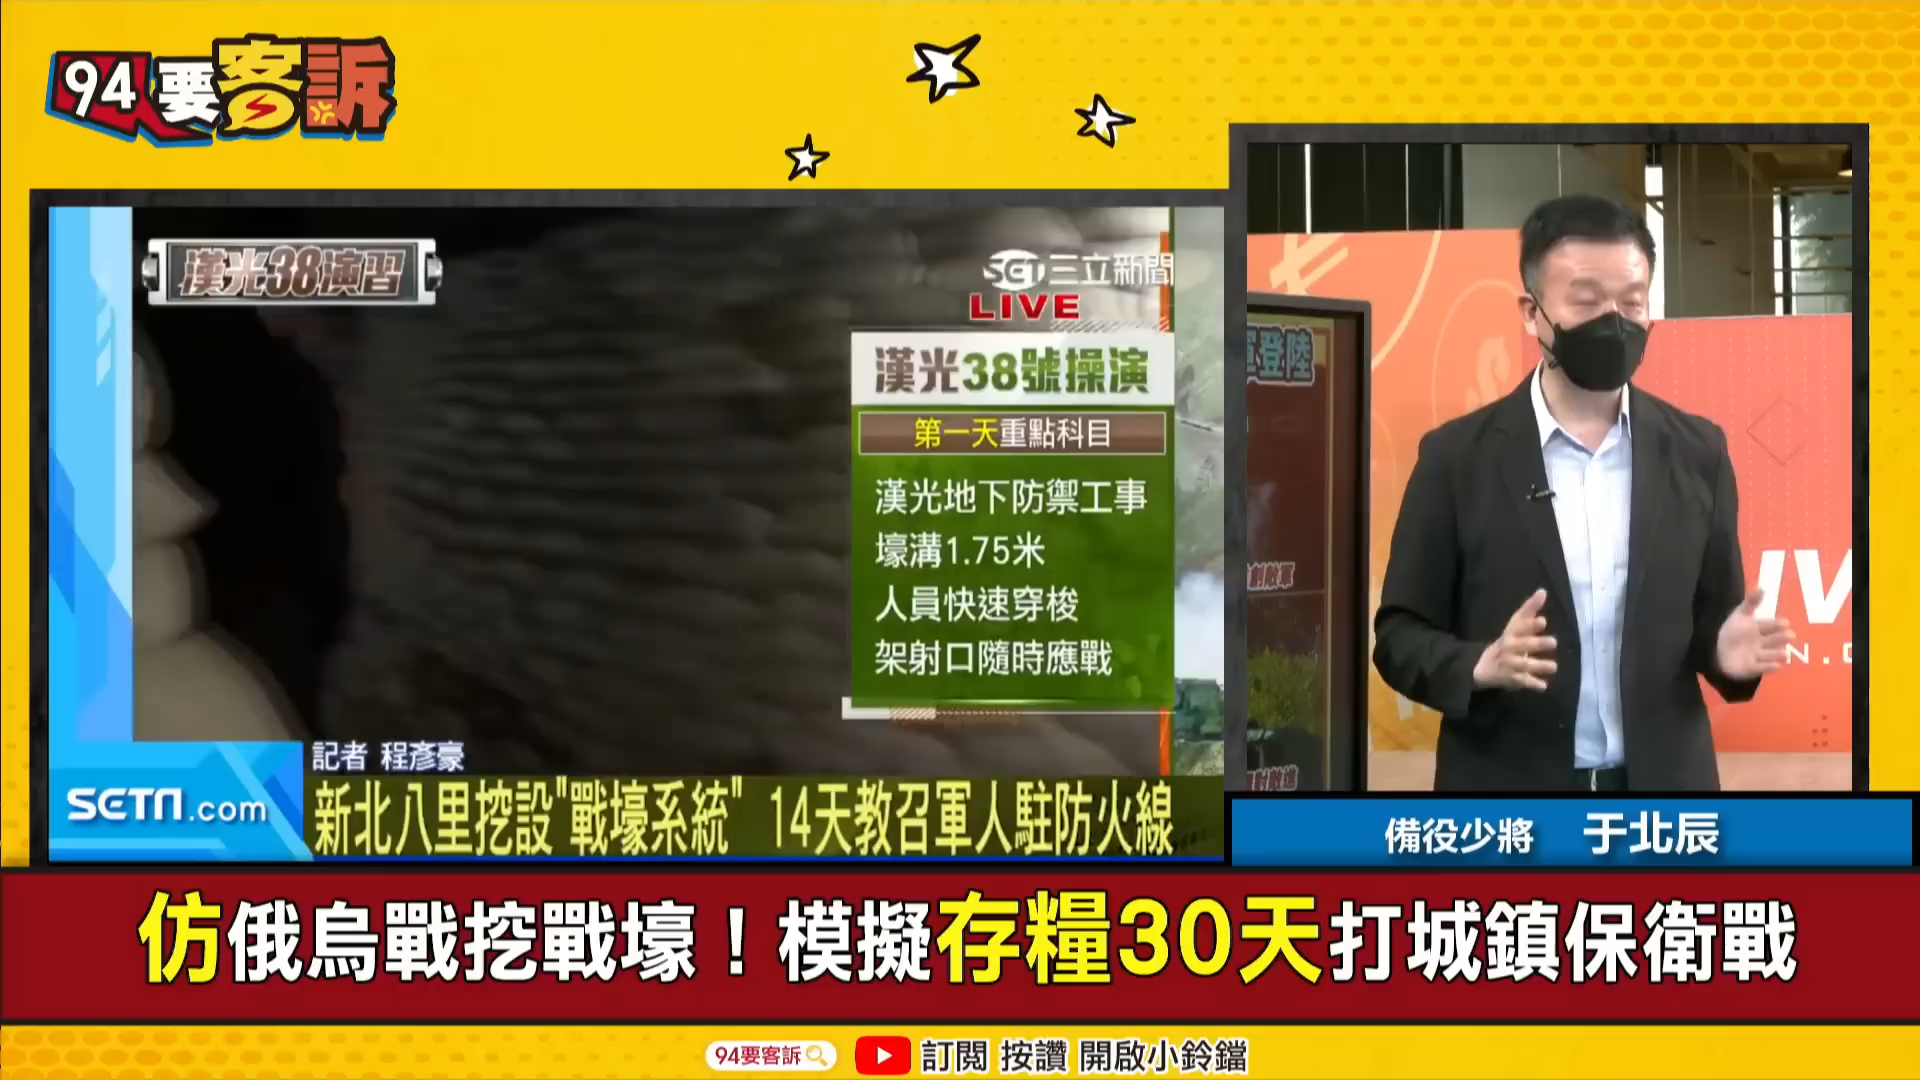 94要客訴
漢光38演習
SET三立新聞
LIVE
漢光38號操演
第一天重點科目
漢光地下防禦工事
壕溝1.75米
人員快速穿梭
架射口隨時應戰
記者 程彥豪
SETN.com
新北八里挖設"戰壕系統" 14天教召軍人駐防火線
登陸
創敵軍
備役少將 于北辰
仿俄烏戰挖戰壕！模擬存糧30天打城鎮保衛戰
94要客訴
訂閱 按讚 開啟小鈴鐺